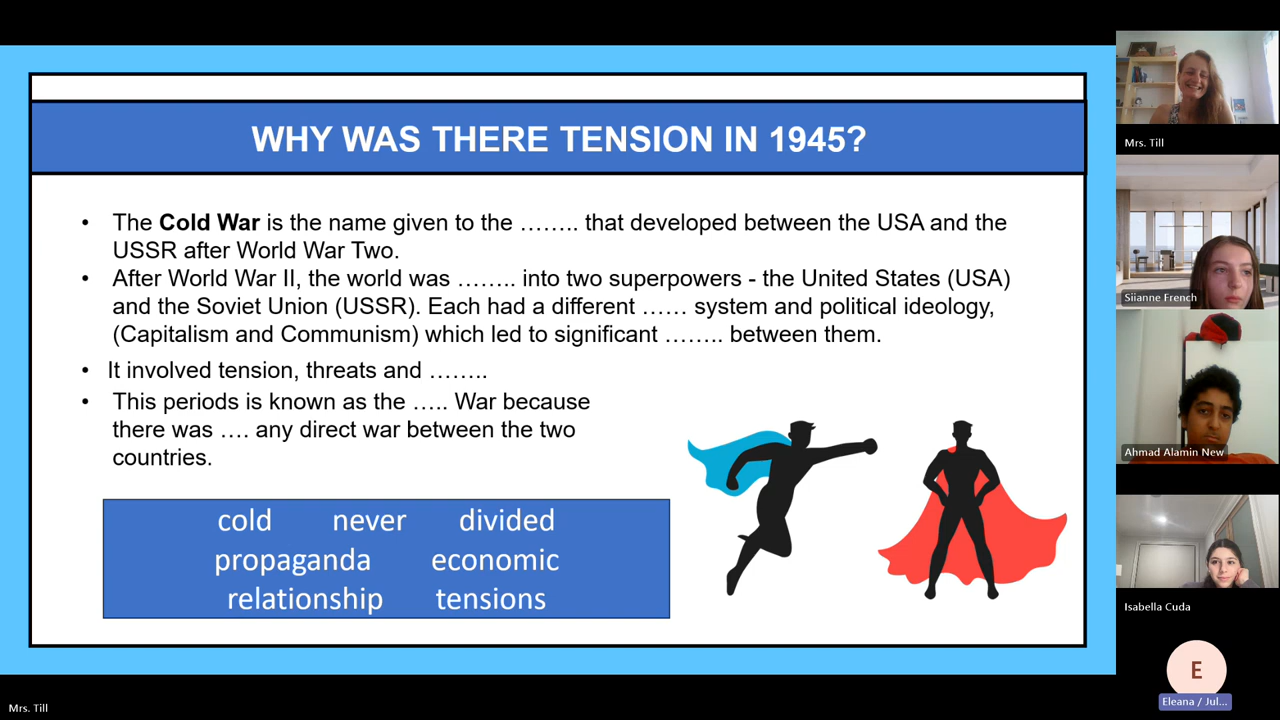 WHY WAS THERE TENSION IN 1945?
• The Cold War is the name given to the …….. that developed between the USA and the
USSR after World War Two.
• After World War II, the world was …….. into two superpowers - the United States (USA)
and the Soviet Union (USSR). Each had a different …… system and political ideology,
(Capitalism and Communism) which led to significant …….. between them.
• It involved tension, threats and ……..
• This periods is known as the ….. War because
there was …. any direct war between the two
countries.
cold never divided
propaganda economic
relationship tensions
Mrs. Till
Siianne French
Ahmad Alamin New
Isabella Cuda
E
Eleana / Jul...
Mrs. Till